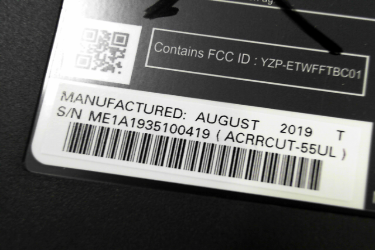 Contains FCC ID : YZP-ETWFFTBC01
MANUFACTURED: AUGUST 2019 T
S/N ME1A1935100419 ( ACRRCUT-55UL )